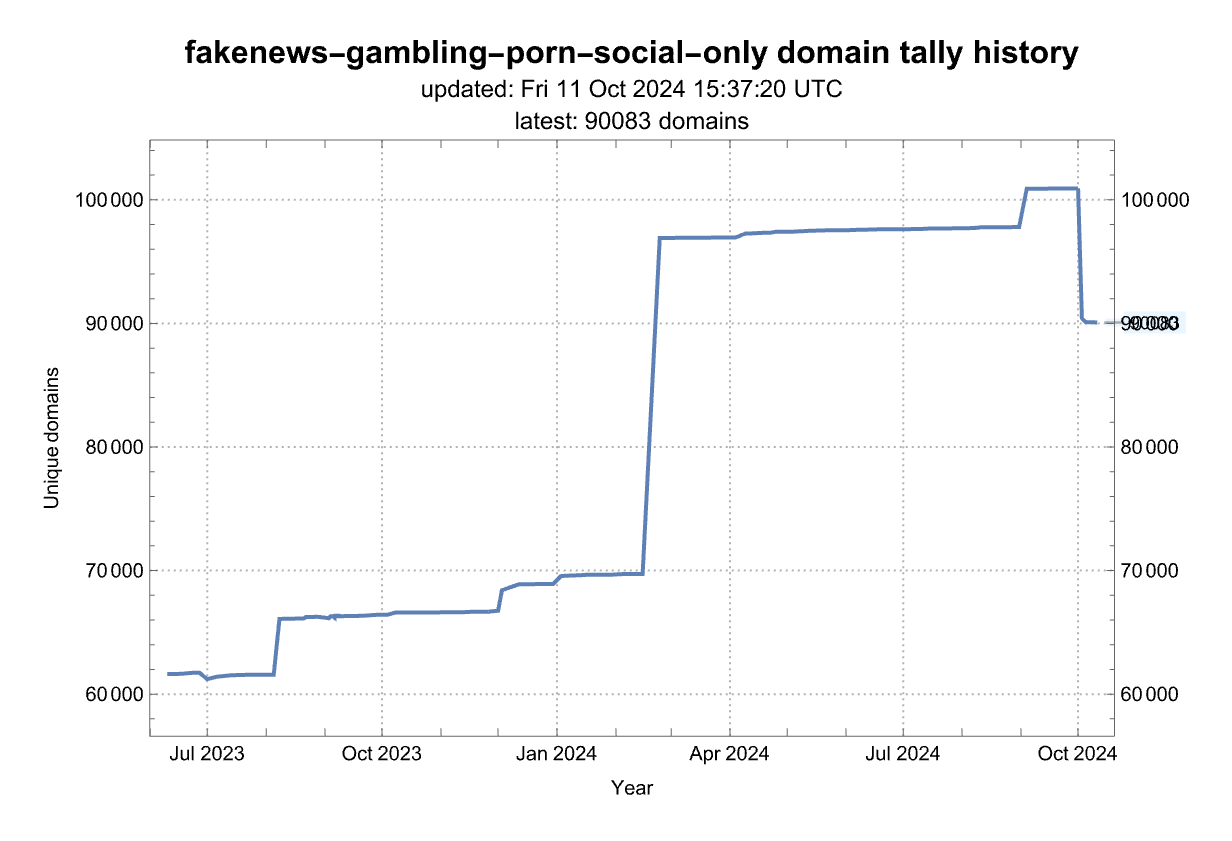 fakenews-gambling-porn-social-only domain tally history
updated: Fri 11 Oct 2024 15:37:20 UTC
latest: 90083 domains
100 000
100 000
90 000
90 000
90083
80 000
80 000
70 000
70 000
60 000
60 000
Unique domains
Jul 2023
Oct 2023
Jan 2024
Apr 2024
Jul 2024
Oct 2024
Year